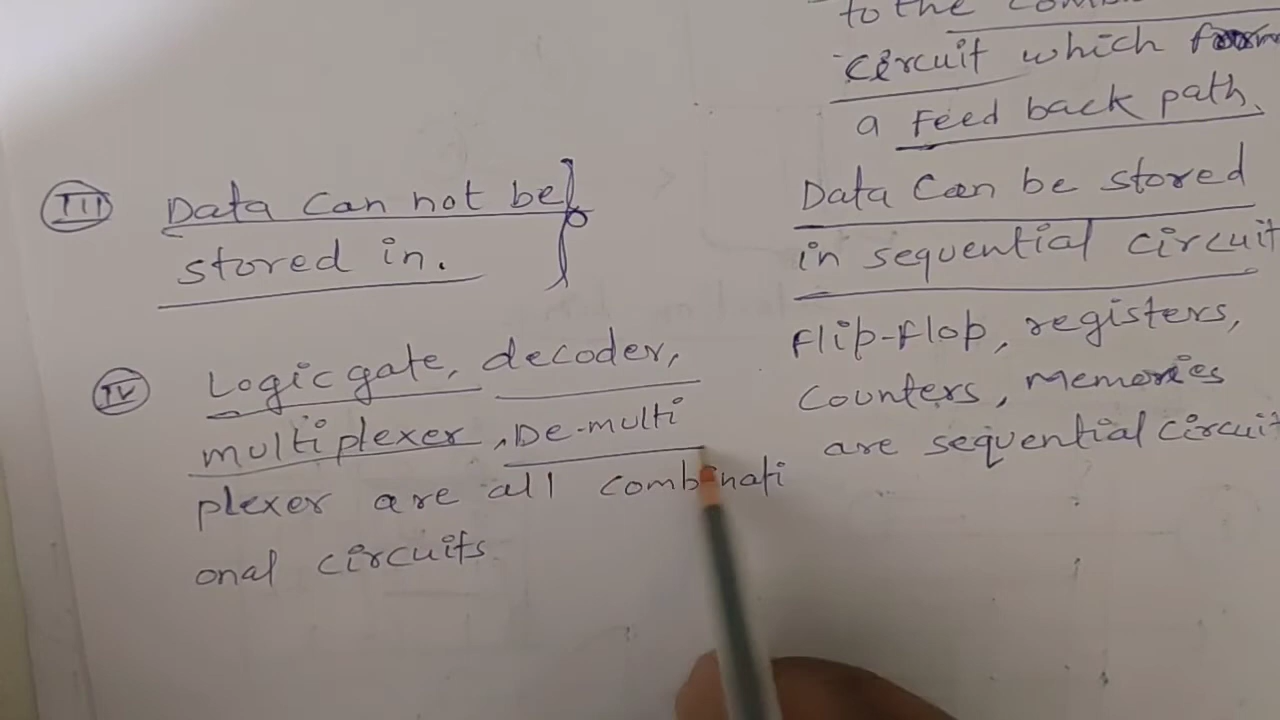 to the
circuit which form
a Feed back path.
III Data Can not be
stored in.
Data Can be stored
in sequential circuit
IV Logic gate, decoder,
multiplexer, De-multi
plexer are all combinati
onal circuits
Flip-Flop, registers,
Counters, Memories
are sequential circuit